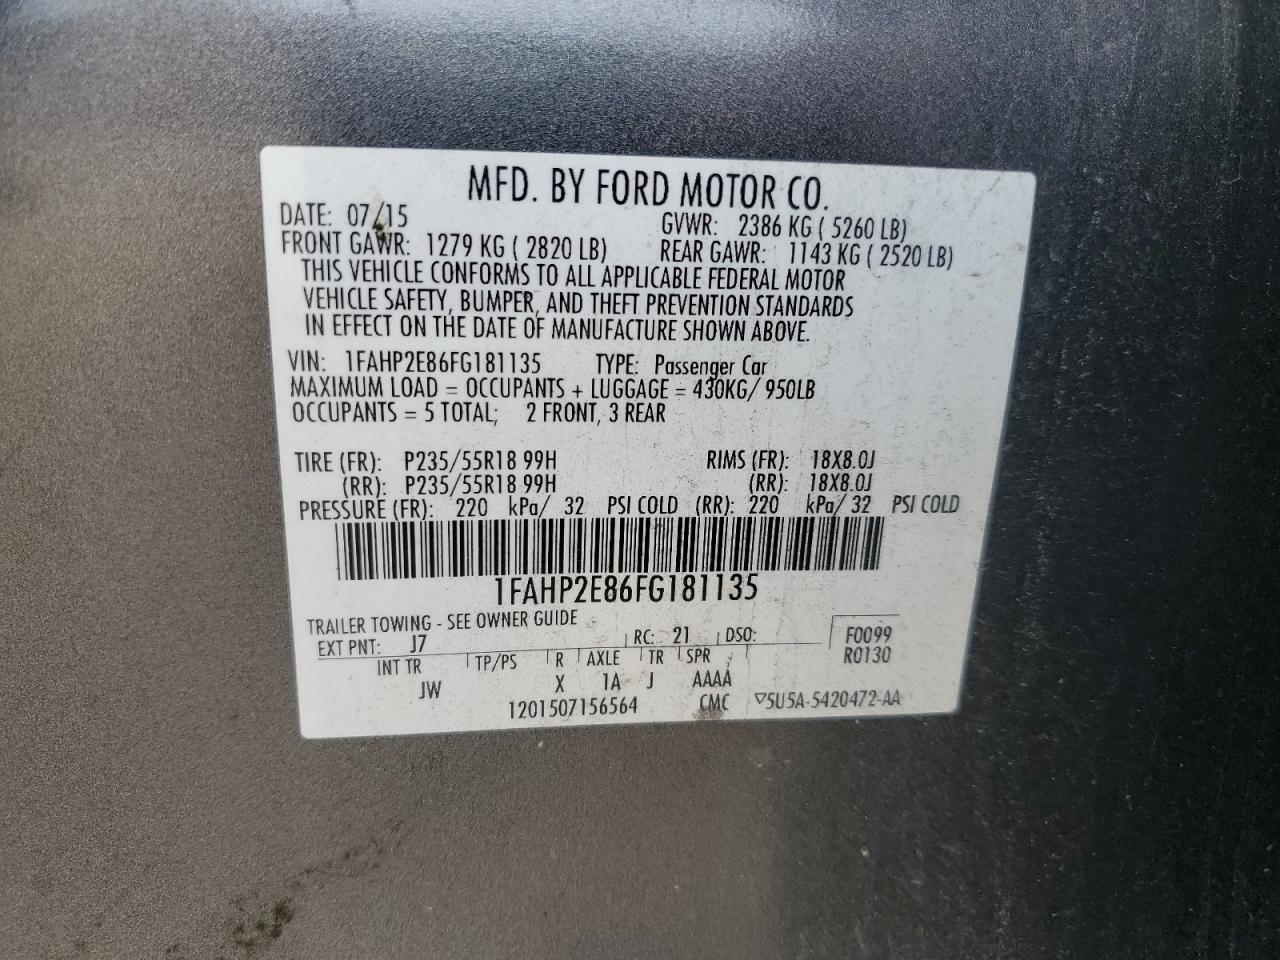 MFD. BY FORD MOTOR CO.
DATE: 07/15 GVWR: 2386 KG ( 5260 LB)
FRONT GAWR: 1279 KG ( 2820 LB) REAR GAWR: 1143 KG ( 2520 LB)
THIS VEHICLE CONFORMS TO ALL APPLICABLE FEDERAL MOTOR
VEHICLE SAFETY, BUMPER, AND THEFT PREVENTION STANDARDS
IN EFFECT ON THE DATE OF MANUFACTURE SHOWN ABOVE.
VIN: 1FAHP2E86FG181135 TYPE: Passenger Car
MAXIMUM LOAD = OCCUPANTS + LUGGAGE = 430KG/ 950LB
OCCUPANTS = 5 TOTAL; 2 FRONT, 3 REAR
TIRE (FR): P235/55R18 99H RIMS (FR): 18X8.0J
(RR): P235/55R18 99H (RR): 18X8.0J
PRESSURE (FR): 220 kPa/ 32 PSI COLD (RR): 220 kPa/ 32 PSI COLD
1FAHP2E86FG181135
TRAILER TOWING - SEE OWNER GUIDE
EXT PNT: J7 RC: 21 DSO: F0099
INT TR TP/PS R AXLE TR SPR R0130
JW X 1A J AAAA
1201507156564 CMC ▽5U5A-5420472-AA